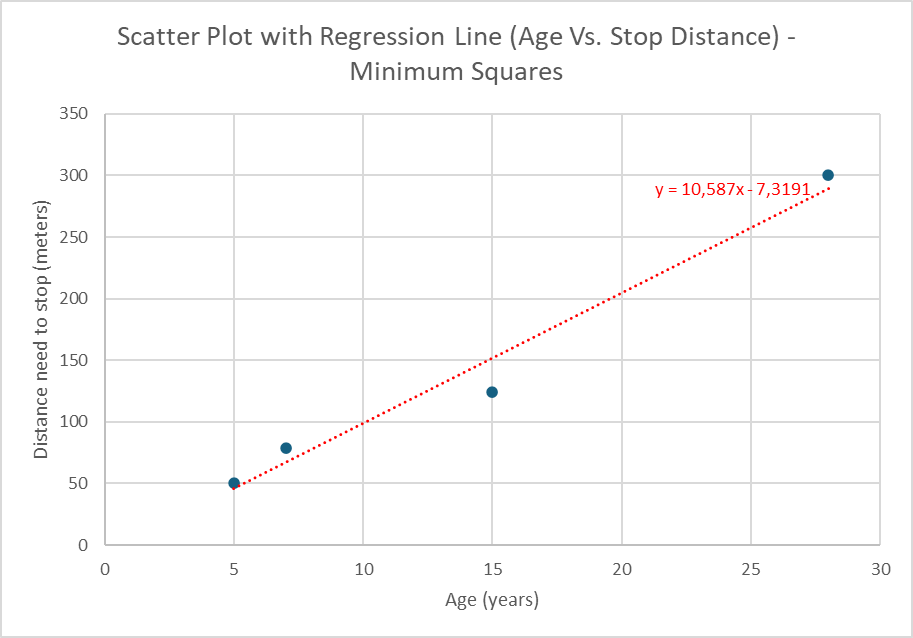 Scatter Plot with Regression Line (Age Vs. Stop Distance) -
Minimum Squares
Distance need to stop (meters)
350
300
250
200
150
100
50
0
y = 10,587x - 7,3191
0 5 10 15 20 25 30
Age (years)